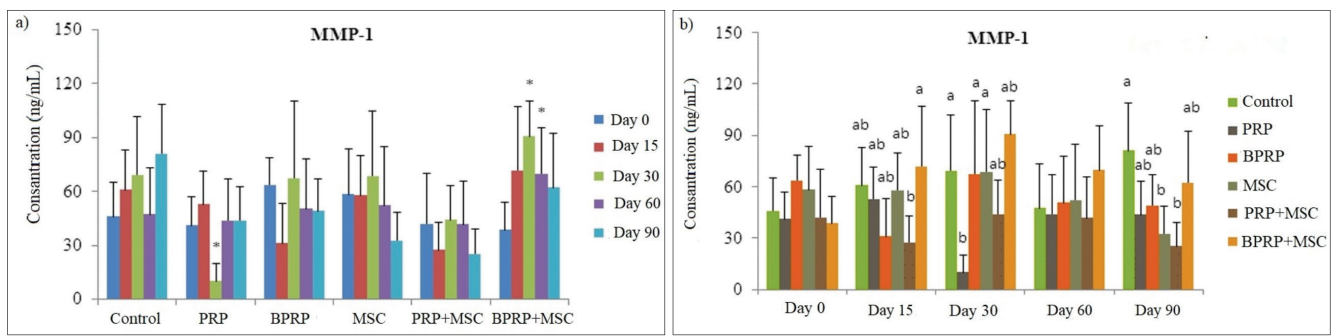 a)
MMP-1
Consantration (ng/mL)
150
120
90
60
30
0
* * *
Control PRP BPRP MSC PRP+MSC BPRP+MSC
Day 0
Day 15
Day 30
Day 60
Day 90
b)
MMP-1
Consantration (ng/mL)
150
120
90
60
30
0
ab ab ab ab b a
a b a a ab ab
a ab ab b b ab
Day 0 Day 15 Day 30 Day 60 Day 90
Control
PRP
BPRP
MSC
PRP+MSC
BPRP+MSC